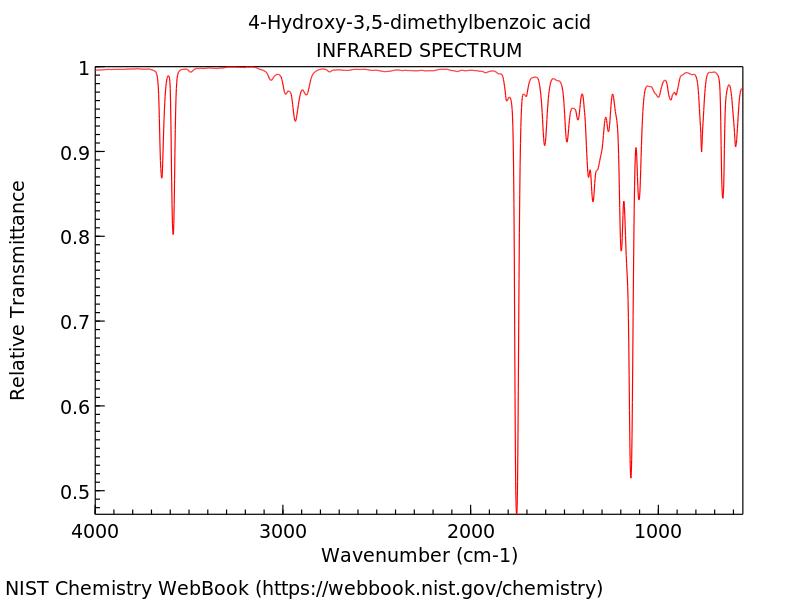 4-Hydroxy-3,5-dimethylbenzoic acid
INFRARED SPECTRUM
1
0.9
0.8
0.7
0.6
0.5
Relative Transmittance
4000 3000 2000 1000
Wavenumber (cm-1)
NIST Chemistry WebBook (https://webbook.nist.gov/chemistry)